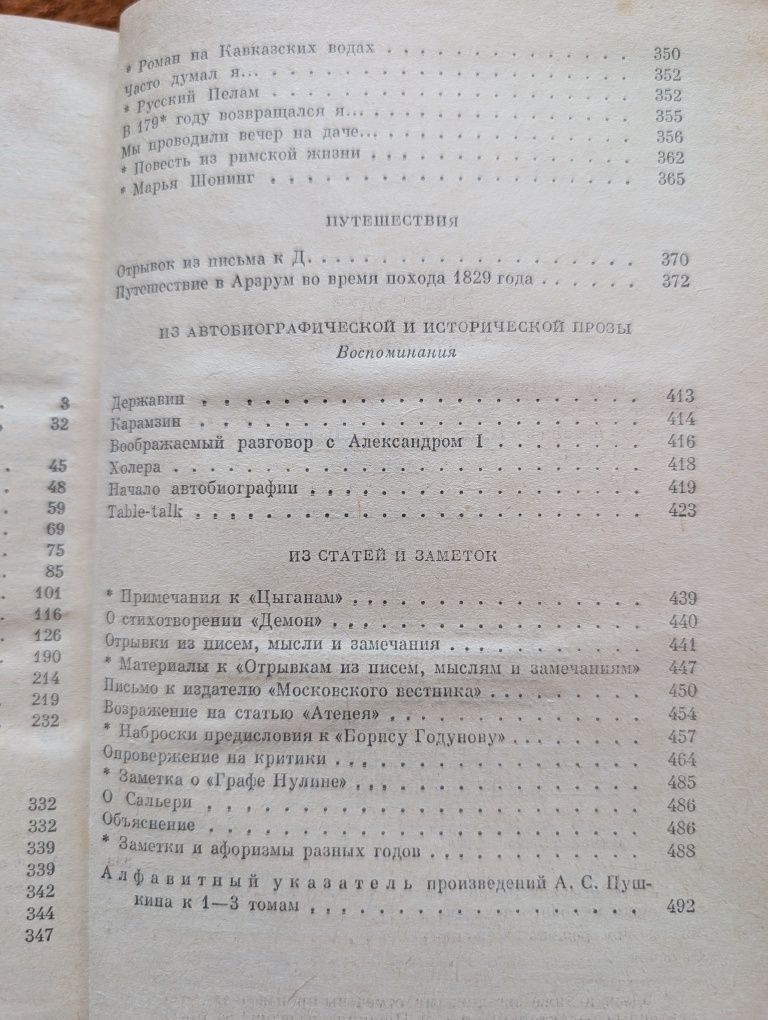 3
32
45
48
59
69
75
85
101
116
126
190
214
219
232
332
332
339
339
342
344
347
* Роман на Кавказских водах . . . . . . . . . . . . . 350
Часто думал я... . . . . . . . . . . . . . . . . . . 352
* Русский Пелам . . . . . . . . . . . . . . . . . . 352
В 179* году возвращался я... . . . . . . . . . . . . 355
Мы проводили вечер на даче... . . . . . . . . . . . . 356
* Повесть из римской жизни . . . . . . . . . . . . . 362
* Марья Шонинг . . . . . . . . . . . . . . . . . . . 365
ПУТЕШЕСТВИЯ
Отрывок из письма к Д. . . . . . . . . . . . . . . . 370
Путешествие в Арзрум во время похода 1829 года . . . . . . 372
ИЗ АВТОБИОГРАФИЧЕСКОЙ И ИСТОРИЧЕСКОЙ ПРОЗЫ
Воспоминания
Державин . . . . . . . . . . . . . . . . . . . . . . 413
Карамзин . . . . . . . . . . . . . . . . . . . . . . 414
Воображаемый разговор с Александром I . . . . . . . . 416
Холера . . . . . . . . . . . . . . . . . . . . . . . 418
Начало автобиографии . . . . . . . . . . . . . . . . 419
Table-talk . . . . . . . . . . . . . . . . . . . . . 423
ИЗ СТАТЕЙ И ЗАМЕТОК
* Примечания к «Цыганам» . . . . . . . . . . . . . . 439
О стихотворении «Демон» . . . . . . . . . . . . . . . 440
Отрывки из писем, мысли и замечания . . . . . . . . . 441
* Материалы к «Отрывкам из писем, мыслям и замечаниям» 447
Письмо к издателю «Московского вестника» . . . . . . . . 450
Возражение на статью «Атенея» . . . . . . . . . . . . 454
* Наброски предисловия к «Борису Годунову» . . . . . . . 457
Опровержение на критики . . . . . . . . . . . . . . . 464
* Заметка о «Графе Нулине» . . . . . . . . . . . . . 485
О Сальери . . . . . . . . . . . . . . . . . . . . . 486
Объяснение . . . . . . . . . . . . . . . . . . . . . 486
* Заметки и афоризмы разных годов . . . . . . . . . . 488
Алфавитный указатель произведений А. С. Пуш-
кина к 1—3 томам . . . . . . . . . . . . . . . . . . 492